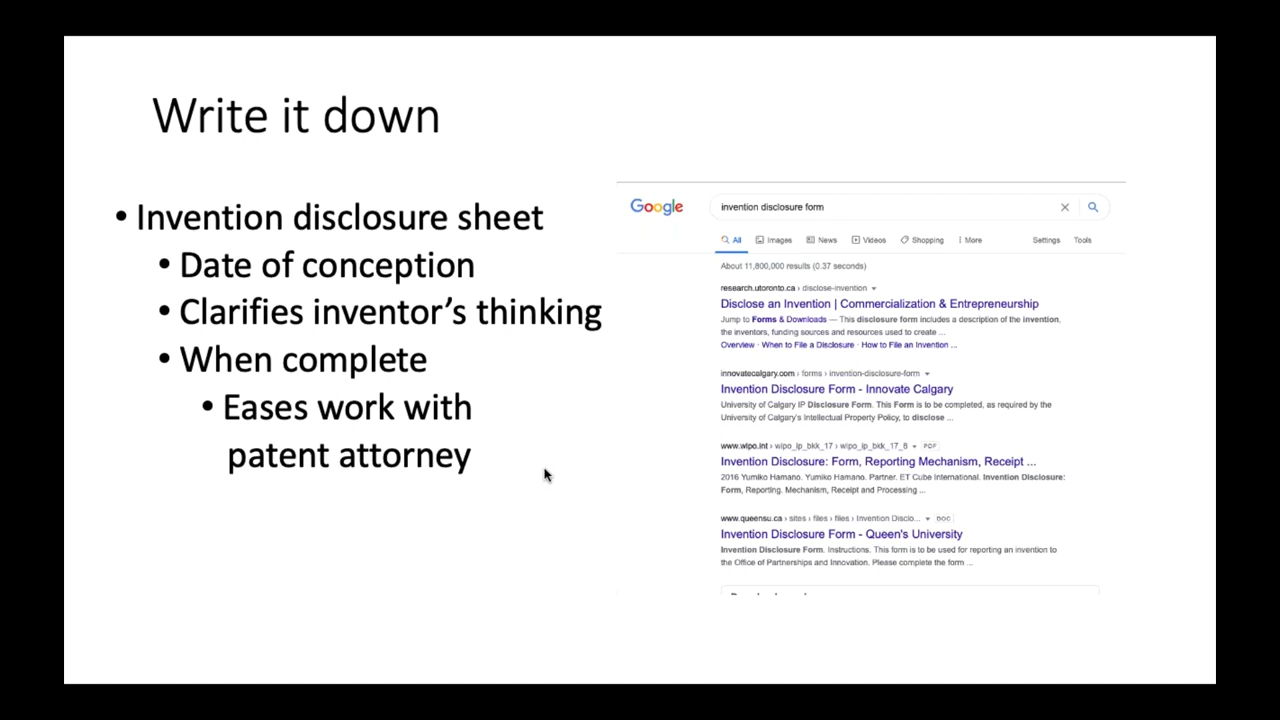 Write it down
• Invention disclosure sheet
• Date of conception
• Clarifies inventor's thinking
• When complete
• Eases work with
patent attorney
Google
invention disclosure form
All Images News Videos Shopping More Settings Tools
About 11,800,000 results (0.37 seconds)
research.utoronto.ca › disclose-invention
Disclose an Invention | Commercialization & Entrepreneurship
Jump to Forms & Downloads — This disclosure form includes a description of the invention,
the inventors, funding sources and resources used to create ...
Overview · When to File a Disclosure · How to File an Invention ...
innovatecalgary.com › forms › invention-disclosure-form
Invention Disclosure Form - Innovate Calgary
University of Calgary IP Disclosure Form. This Form is to be completed, as required by the
University of Calgary's Intellectual Property Policy, to disclose ...
www.wipo.int › wipo_ip_bkk_17 › wipo_ip_bkk_17_8 PDF
Invention Disclosure: Form, Reporting Mechanism, Receipt ...
2016 Yumiko Hamano. Yumiko Hamano. Partner. ET Cube International. Invention Disclosure:
Form, Reporting. Mechanism, Receipt and Processing ...
www.queensu.ca › sites › files › files › Invention Disclo... DOC
Invention Disclosure Form - Queen's University
Invention Disclosure Form. Instructions. This form is to be used for reporting an invention to
the Office of Partnerships and Innovation. Please complete the form ...